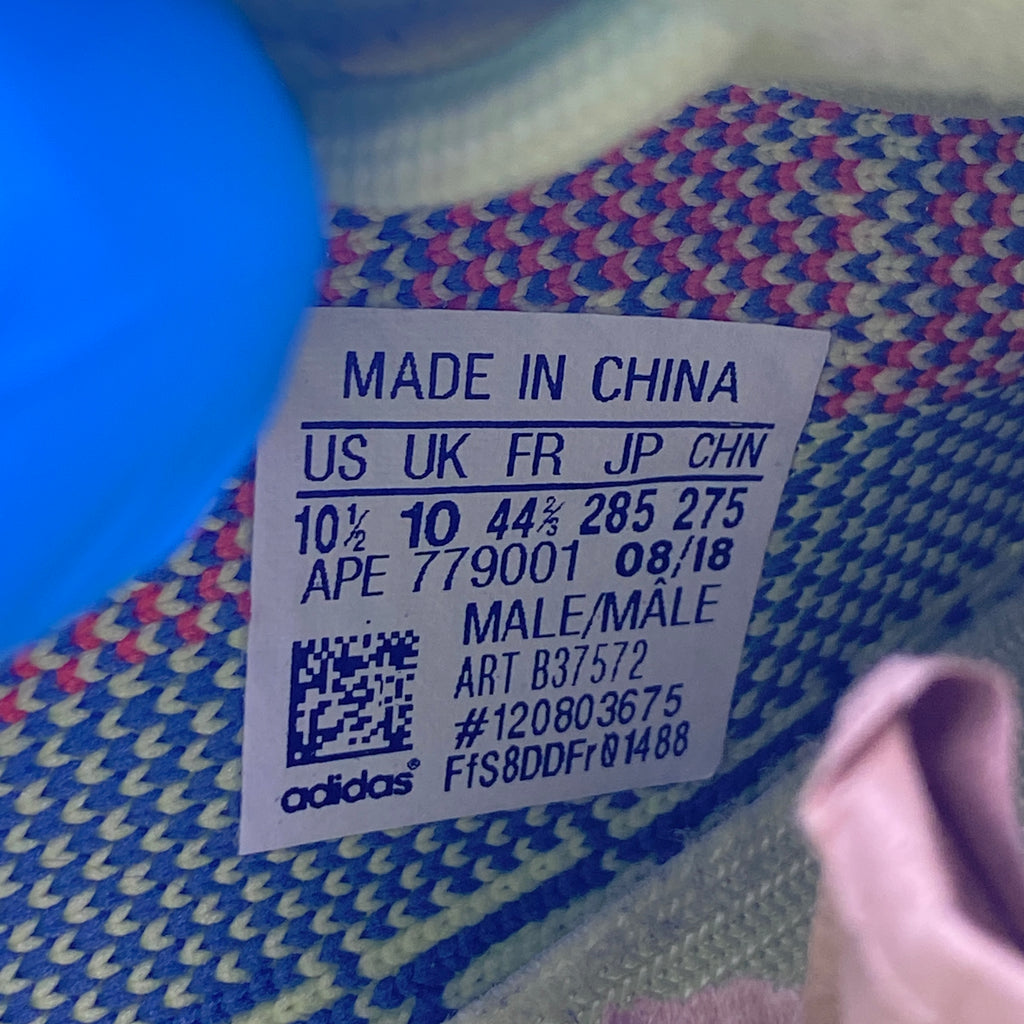 MADE IN CHINA
US UK FR JP CHN
10½ 10 44⅔ 285 275
APE 779001 08/18
MALE/MÂLE
ART B37572
#120803675
FfS8DDFr01488
adidas®